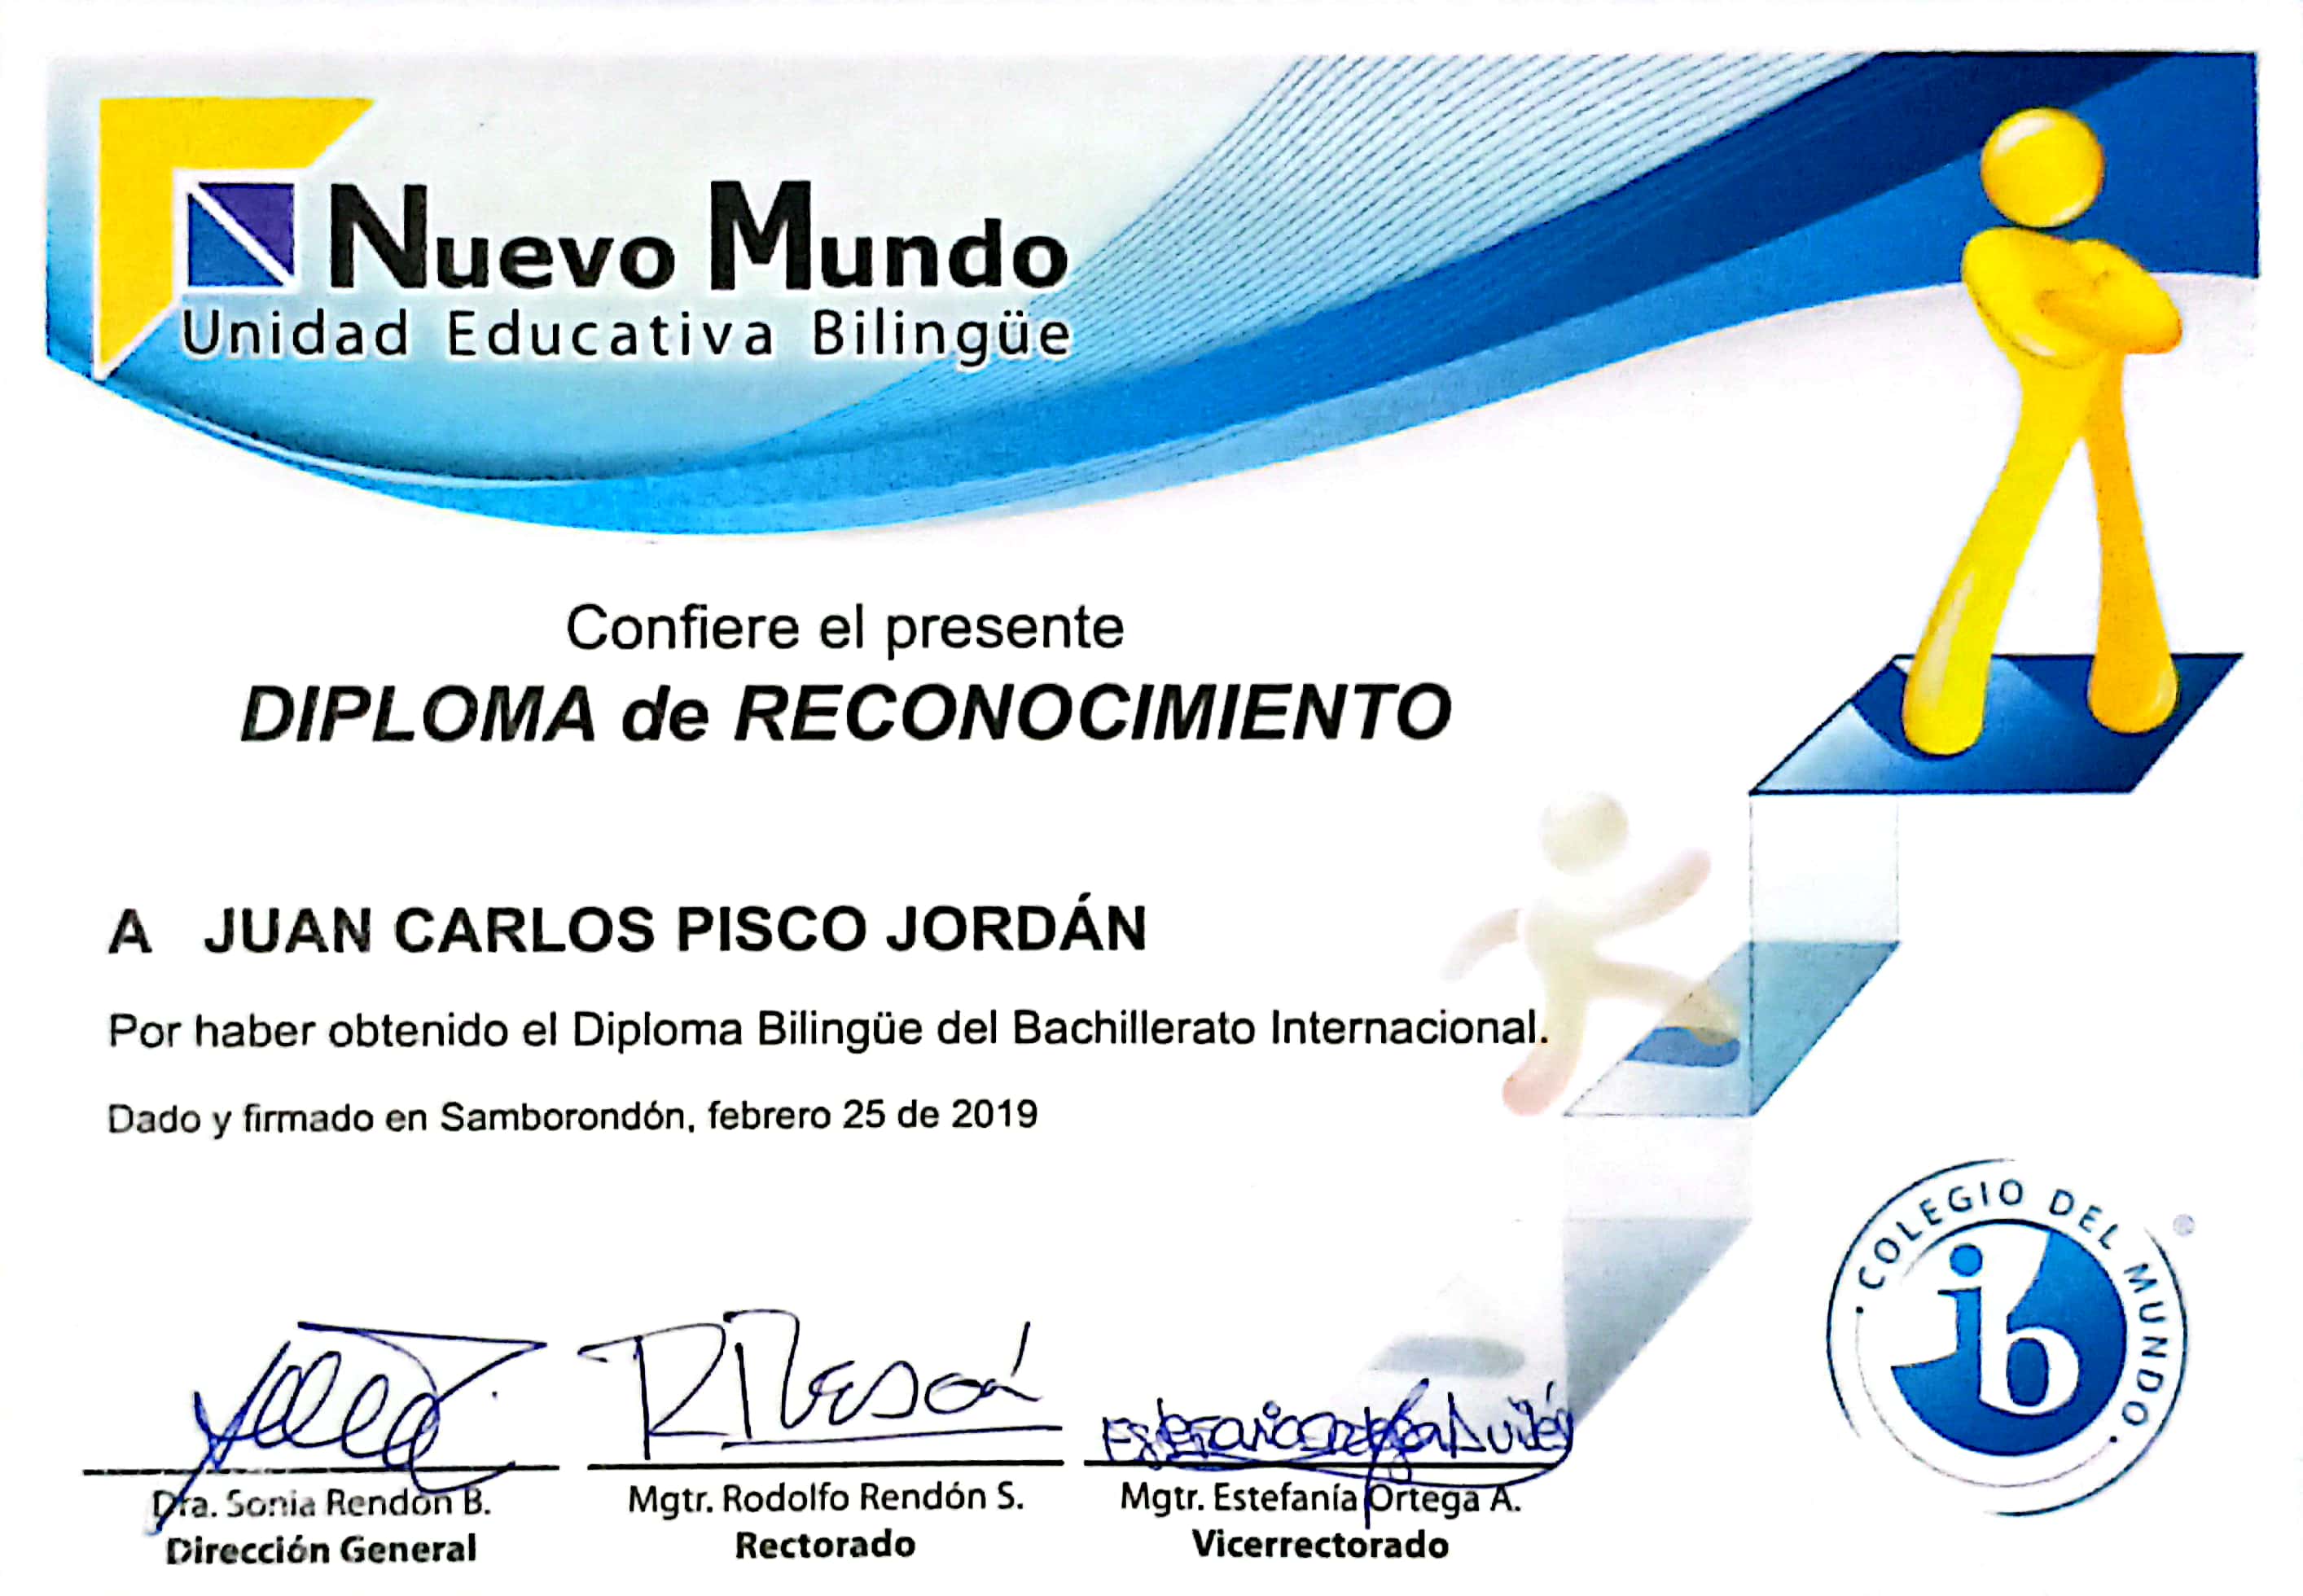 Nuevo Mundo
Unidad Educativa Bilingüe
Confiere el presente
DIPLOMA de RECONOCIMIENTO
A JUAN CARLOS PISCO JORDÁN
Por haber obtenido el Diploma Bilingüe del Bachillerato Internacional.
Dado y firmado en Samborondón, febrero 25 de 2019
· COLEGIO DEL MUNDO ·
ib
®
Dra. Sonia Rendón B.
Dirección General
Mgtr. Rodolfo Rendón S.
Rectorado
Mgtr. Estefanía Ortega A.
Vicerrectorado